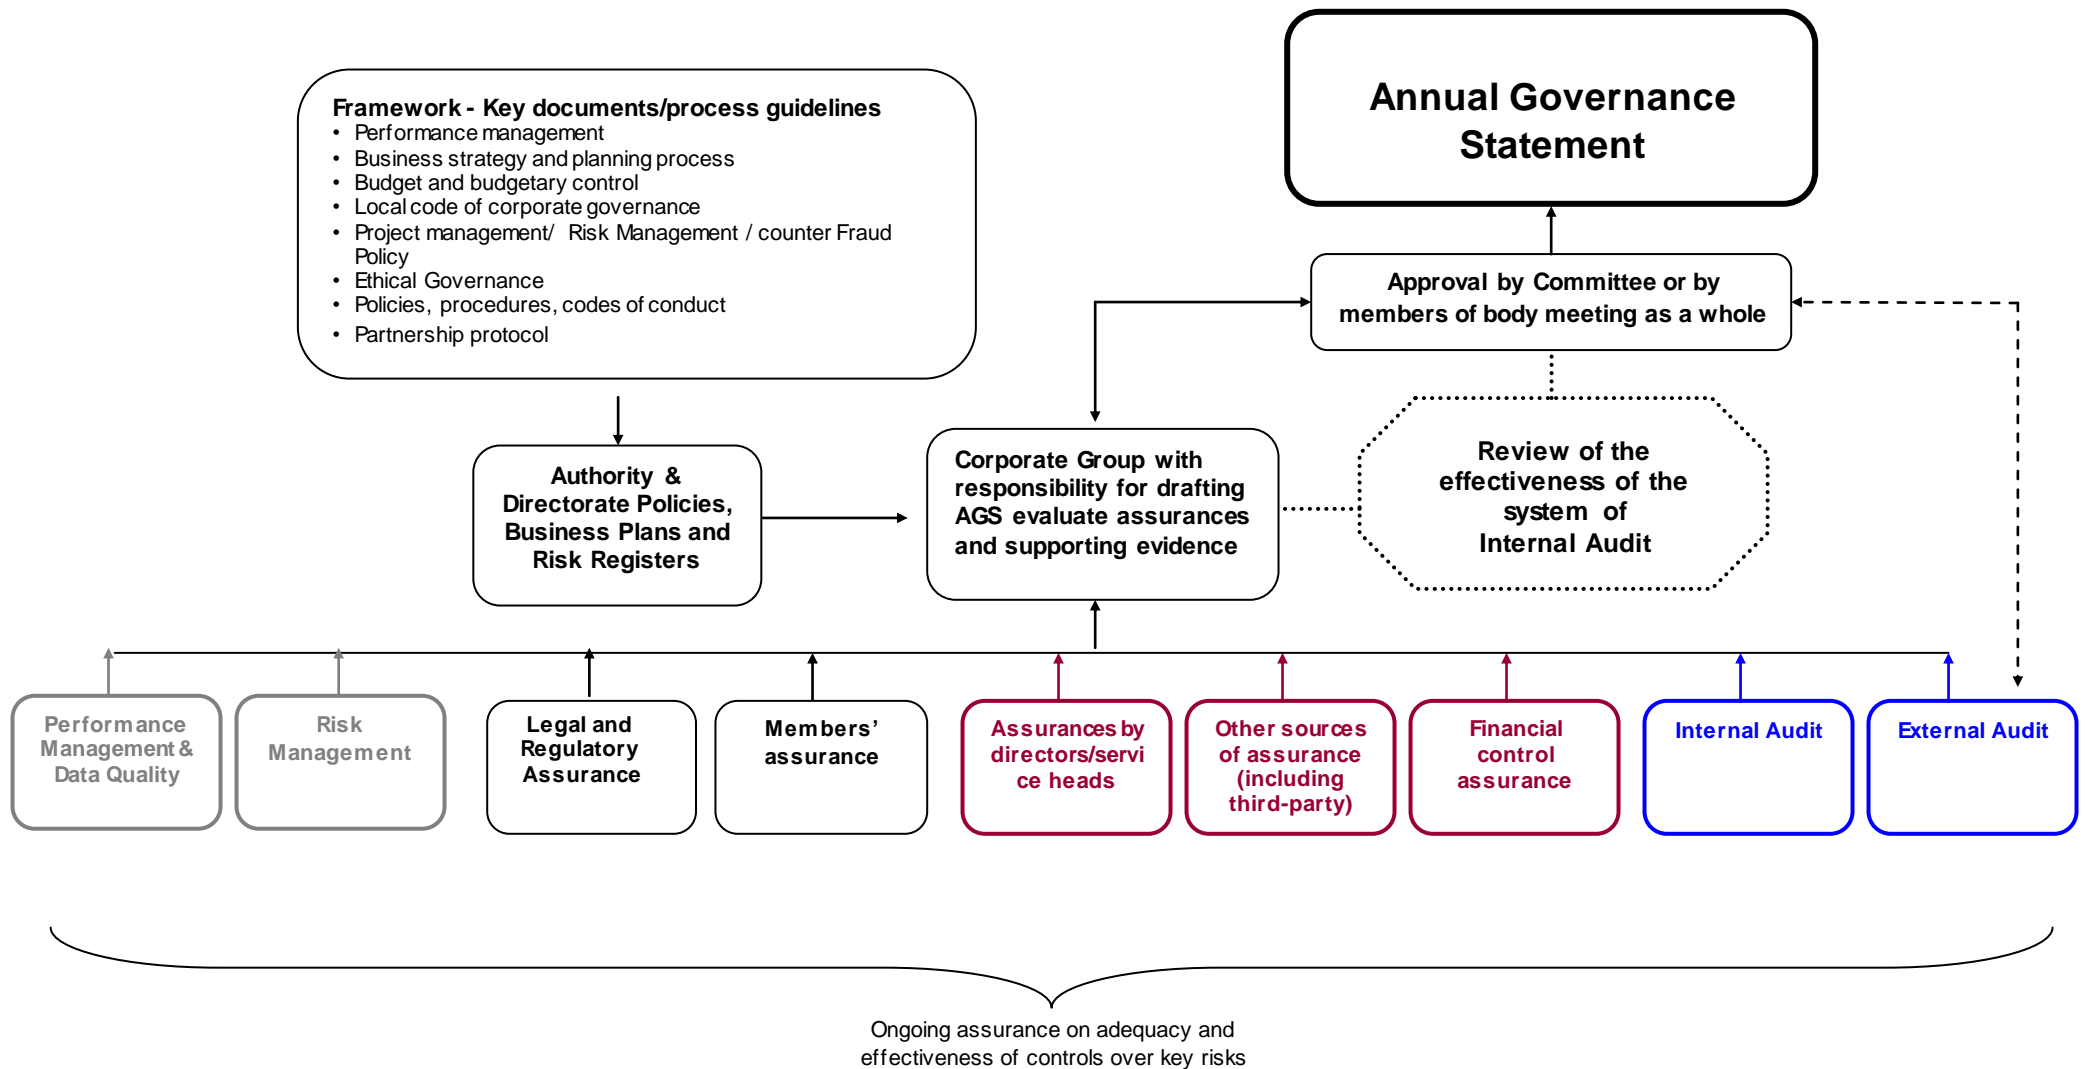 Annual Governance
Statement
Framework - Key documents/process guidelines
• Performance management
• Business strategy and planning process
• Budget and budgetary control
• Local code of corporate governance
• Project management/ Risk Management / counter Fraud
Policy
• Ethical Governance
• Policies, procedures, codes of conduct
• Partnership protocol
Approval by Committee or by
members of body meeting as a whole
Authority &
Directorate Policies,
Business Plans and
Risk Registers
Corporate Group with
responsibility for drafting
AGS evaluate assurances
and supporting evidence
Review of the
effectiveness of the
system of
Internal Audit
Performance
Management &
Data Quality
Risk
Management
Legal and
Regulatory
Assurance
Members’
assurance
Assurances by
directors/servi
ce heads
Other sources
of assurance
(including
third-party)
Financial
control
assurance
Internal Audit
External Audit
Ongoing assurance on adequacy and
effectiveness of controls over key risks